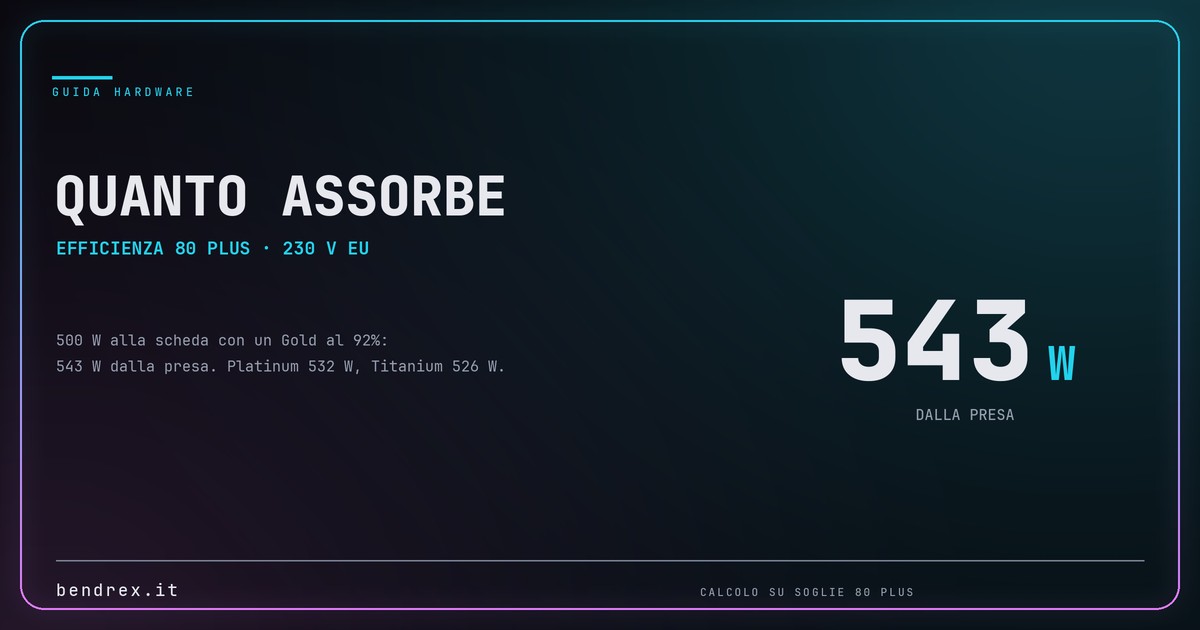 GUIDA HARDWARE
QUANTO ASSORBE
EFFICIENZA 80 PLUS · 230 V EU
500 W alla scheda con un Gold al 92%:
543 W dalla presa. Platinum 532 W, Titanium 526 W.
543 W
DALLA PRESA
bendrex.it
CALCOLO SU SOGLIE 80 PLUS